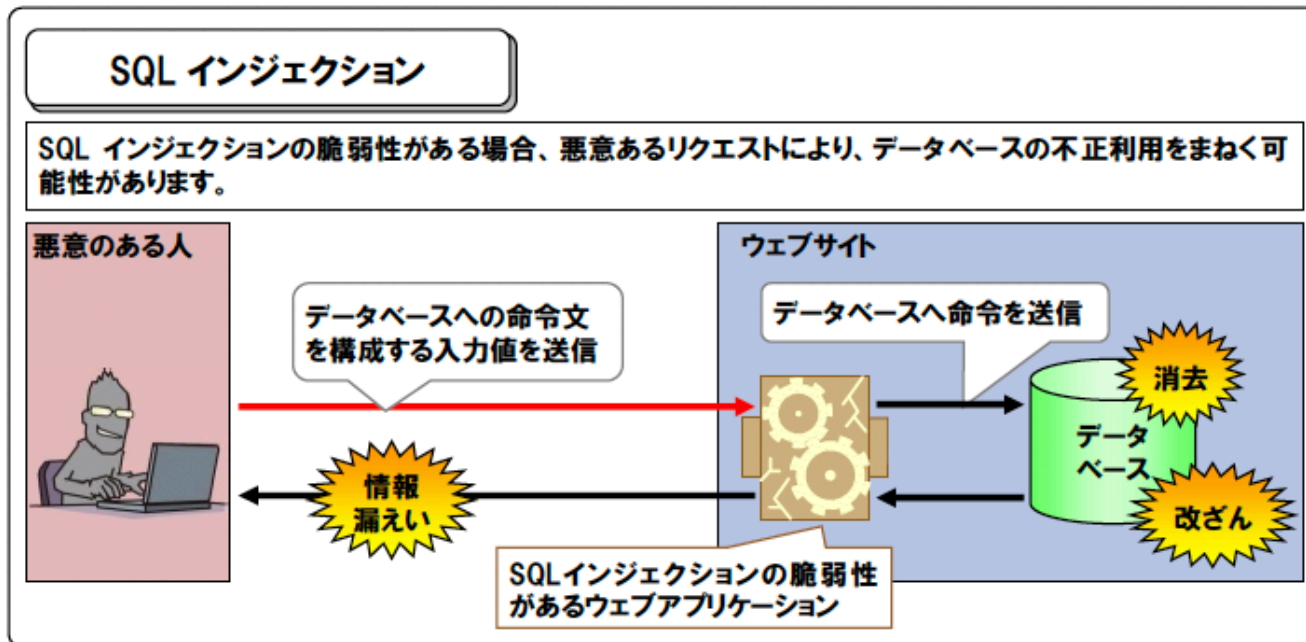 SQL インジェクション
SQL インジェクションの脆弱性がある場合、悪意あるリクエストにより、データベースの不正利用をまねく可
能性があります。
悪意のある人
ウェブサイト
データベースへの命令文
を構成する入力値を送信
データベースへ命令を送信
消去
データ
ベース
改ざん
情報
漏えい
SQLインジェクションの脆弱性
があるウェブアプリケーション